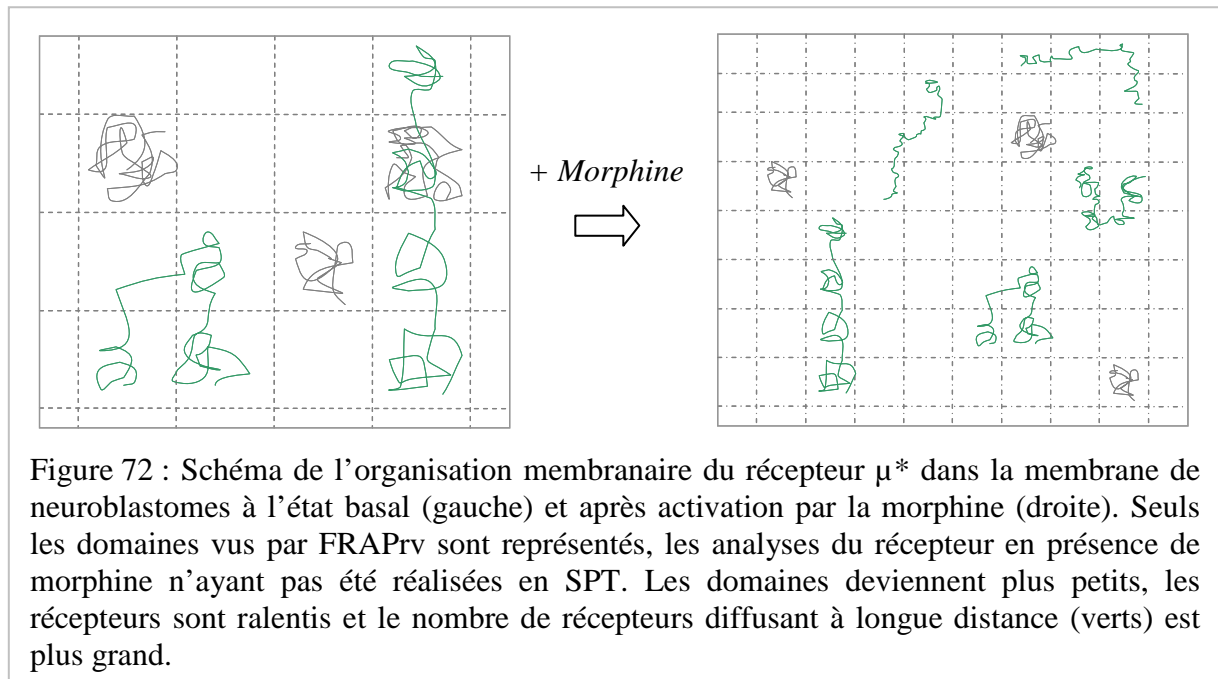 + Morphine
Figure 72 : Schéma de l’organisation membranaire du récepteur µ* dans la membrane de
neuroblastomes à l’état basal (gauche) et après activation par la morphine (droite). Seuls
les domaines vus par FRAPrv sont représentés, les analyses du récepteur en présence de
morphine n’ayant pas été réalisées en SPT. Les domaines deviennent plus petits, les
récepteurs sont ralentis et le nombre de récepteurs diffusant à longue distance (verts) est
plus grand.